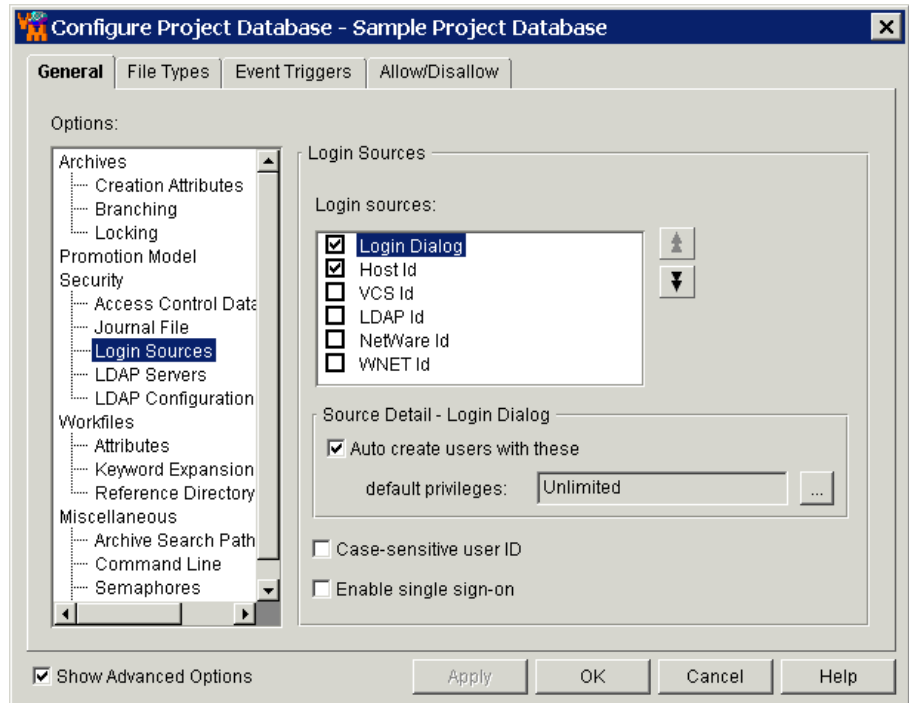 Configure Project Database - Sample Project Database
General File Types Event Triggers Allow/Disallow
Options:
Archives
Creation Attributes
Branching
Locking
Promotion Model
Security
Access Control Data
Journal File
Login Sources
LDAP Servers
LDAP Configuration
Workfiles
Attributes
Keyword Expansion
Reference Directory
Miscellaneous
Archive Search Path
Command Line
Semaphores
Login Sources
Login sources:
Login Dialog
Host Id
VCS Id
LDAP Id
NetWare Id
WNET Id
Source Detail - Login Dialog
Auto create users with these
default privileges: Unlimited ...
Case-sensitive user ID
Enable single sign-on
Show Advanced Options
Apply OK Cancel Help